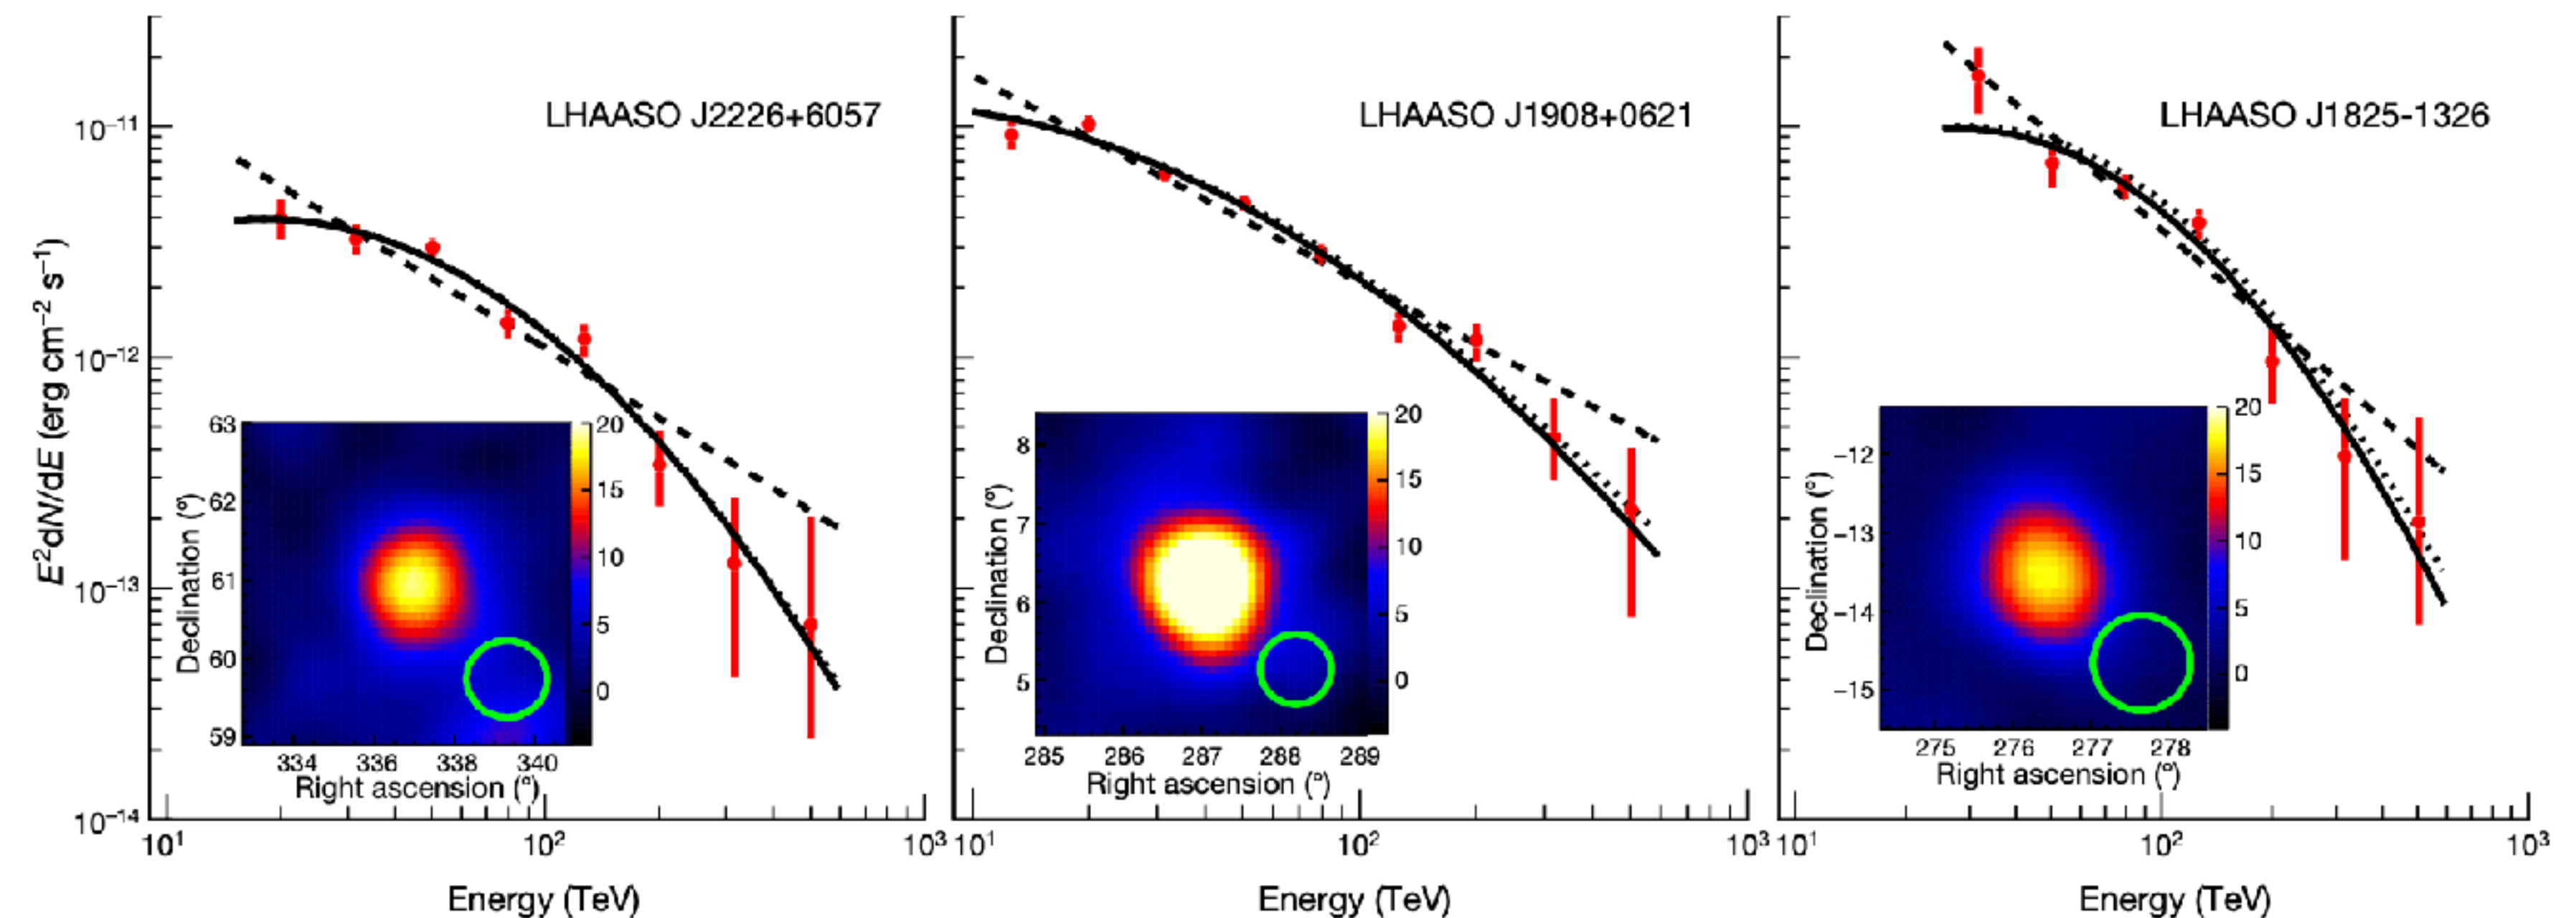 LHAASO J2226+6057
LHAASO J1908+0621
LHAASO J1825-1326
E²dN/dE (erg cm⁻² s⁻¹)
10⁻¹¹
10⁻¹²
10⁻¹³
10⁻¹⁴
63
62
61
60
59
Declination (°)
20
15
10
5
0
334 336 338 340
Right ascension (°)
8
7
6
5
Declination (°)
20
15
10
5
0
285 286 287 288 289
Right ascension (°)
−12
−13
−14
−15
Declination (°)
20
15
10
5
0
275 276 277 278
Right ascension (°)
10¹ 10² 10³
10¹ 10² 10³
10¹ 10² 10³
Energy (TeV)
Energy (TeV)
Energy (TeV)